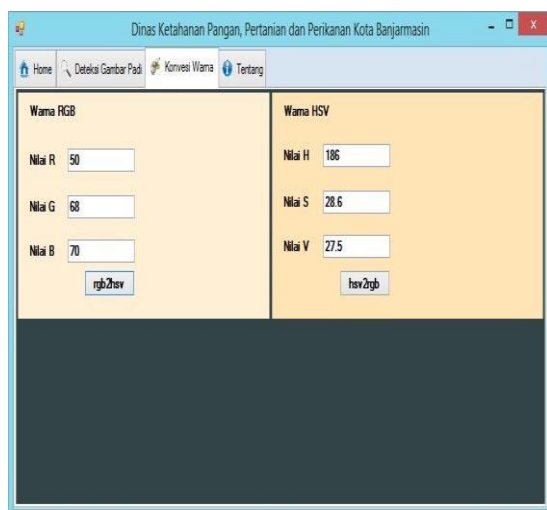 Dinas Ketahanan Pangan, Pertanian dan Perikanan Kota Banjarmasin
Home Deteksi Gambar Padi Konvesi Warna Tentang
Warna RGB
Nilai R 50
Nilai G 68
Nilai B 70
rgb2hsv
Warna HSV
Nilai H 186
Nilai S 28.6
Nilai V 27.5
hsv2rgb